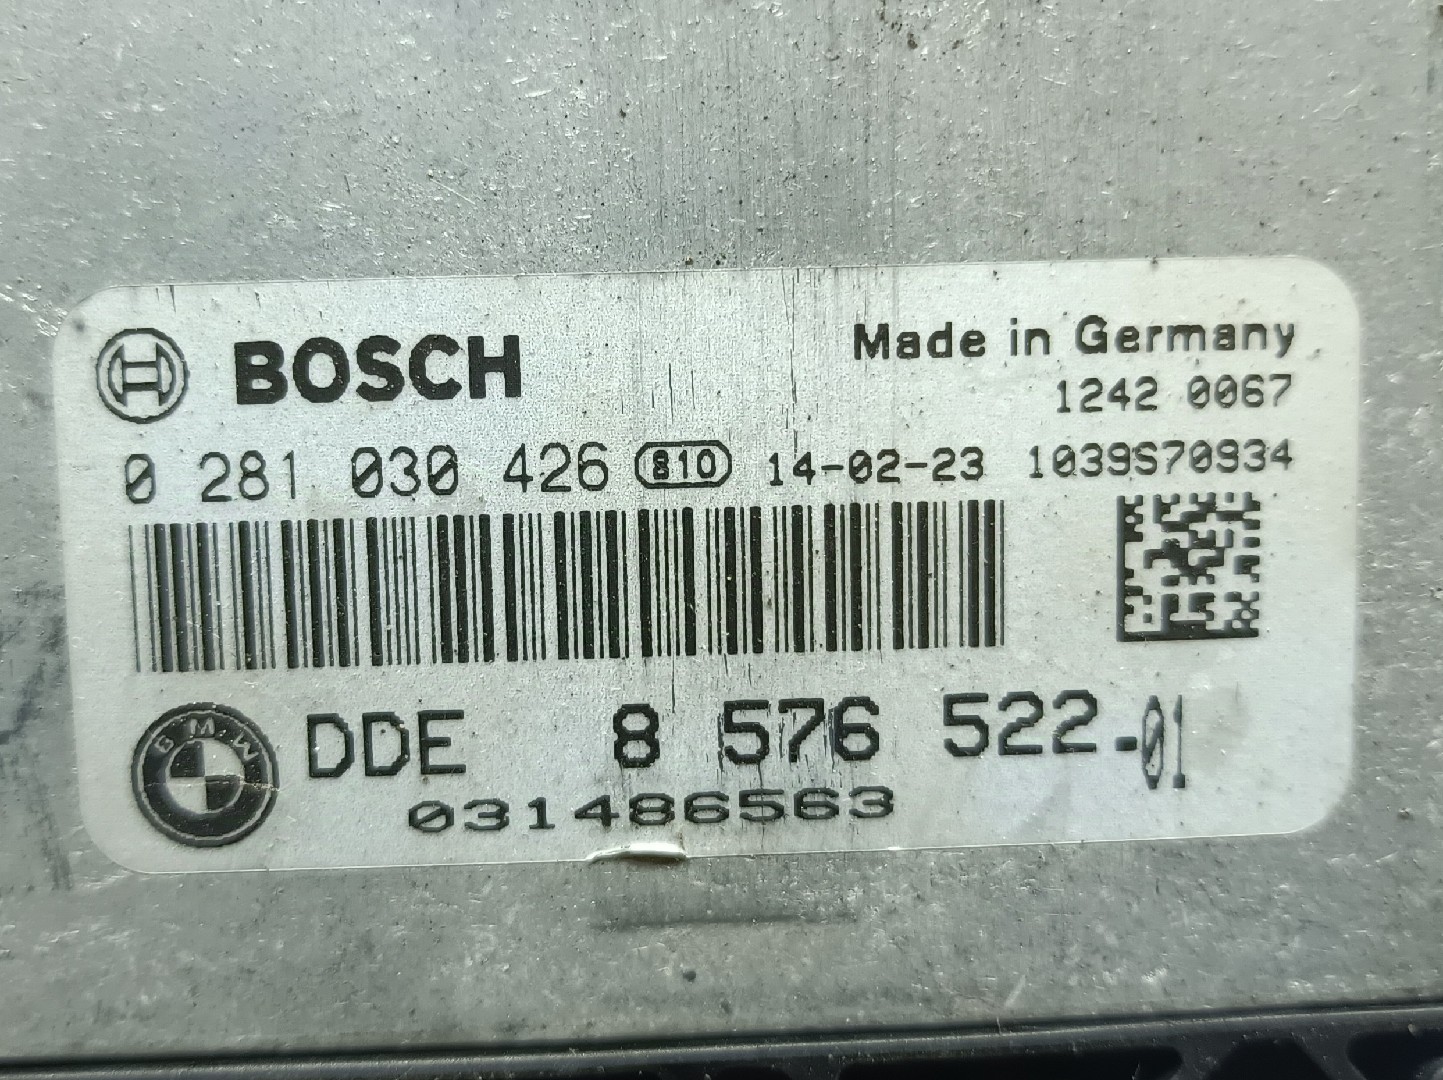 BOSCH
Made in Germany
1242 0067
0 281 030 426 810 14-02-23 1039S70934
BMW DDE 8 576 522-01
031486563